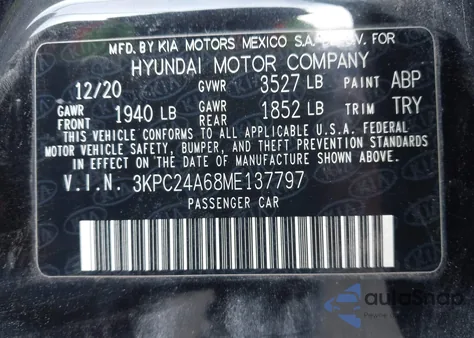 MFD. BY KIA MOTORS MEXICO S.A. DE C.V. FOR
HYUNDAI MOTOR COMPANY
12/20 GVWR 3527 LB PAINT ABP
GAWR FRONT 1940 LB GAWR REAR 1852 LB TRIM TRY
THIS VEHICLE CONFORMS TO ALL APPLICABLE U.S.A. FEDERAL
MOTOR VEHICLE SAFETY, BUMPER, AND THEFT PREVENTION STANDARDS
IN EFFECT ON THE DATE OF MANUFACTURE SHOWN ABOVE.
V.I.N. 3KPC24A68ME137797
PASSENGER CAR
autoSnap